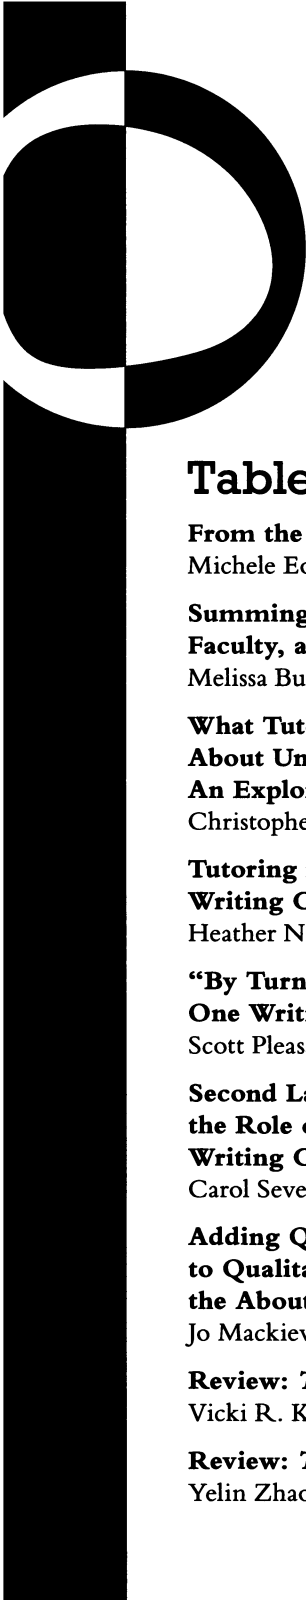 Table
From the
Michele Ed
Summing
Faculty, a
Melissa Bu
What Tut
About Un
An Explo
Christophe
Tutoring
Writing C
Heather N
“By Turn
One Writ
Scott Pleas
Second La
the Role
Writing C
Carol Seve
Adding Q
to Qualita
the About
Jo Mackiew
Review: T
Vicki R. K
Review: T
Yelin Zhao